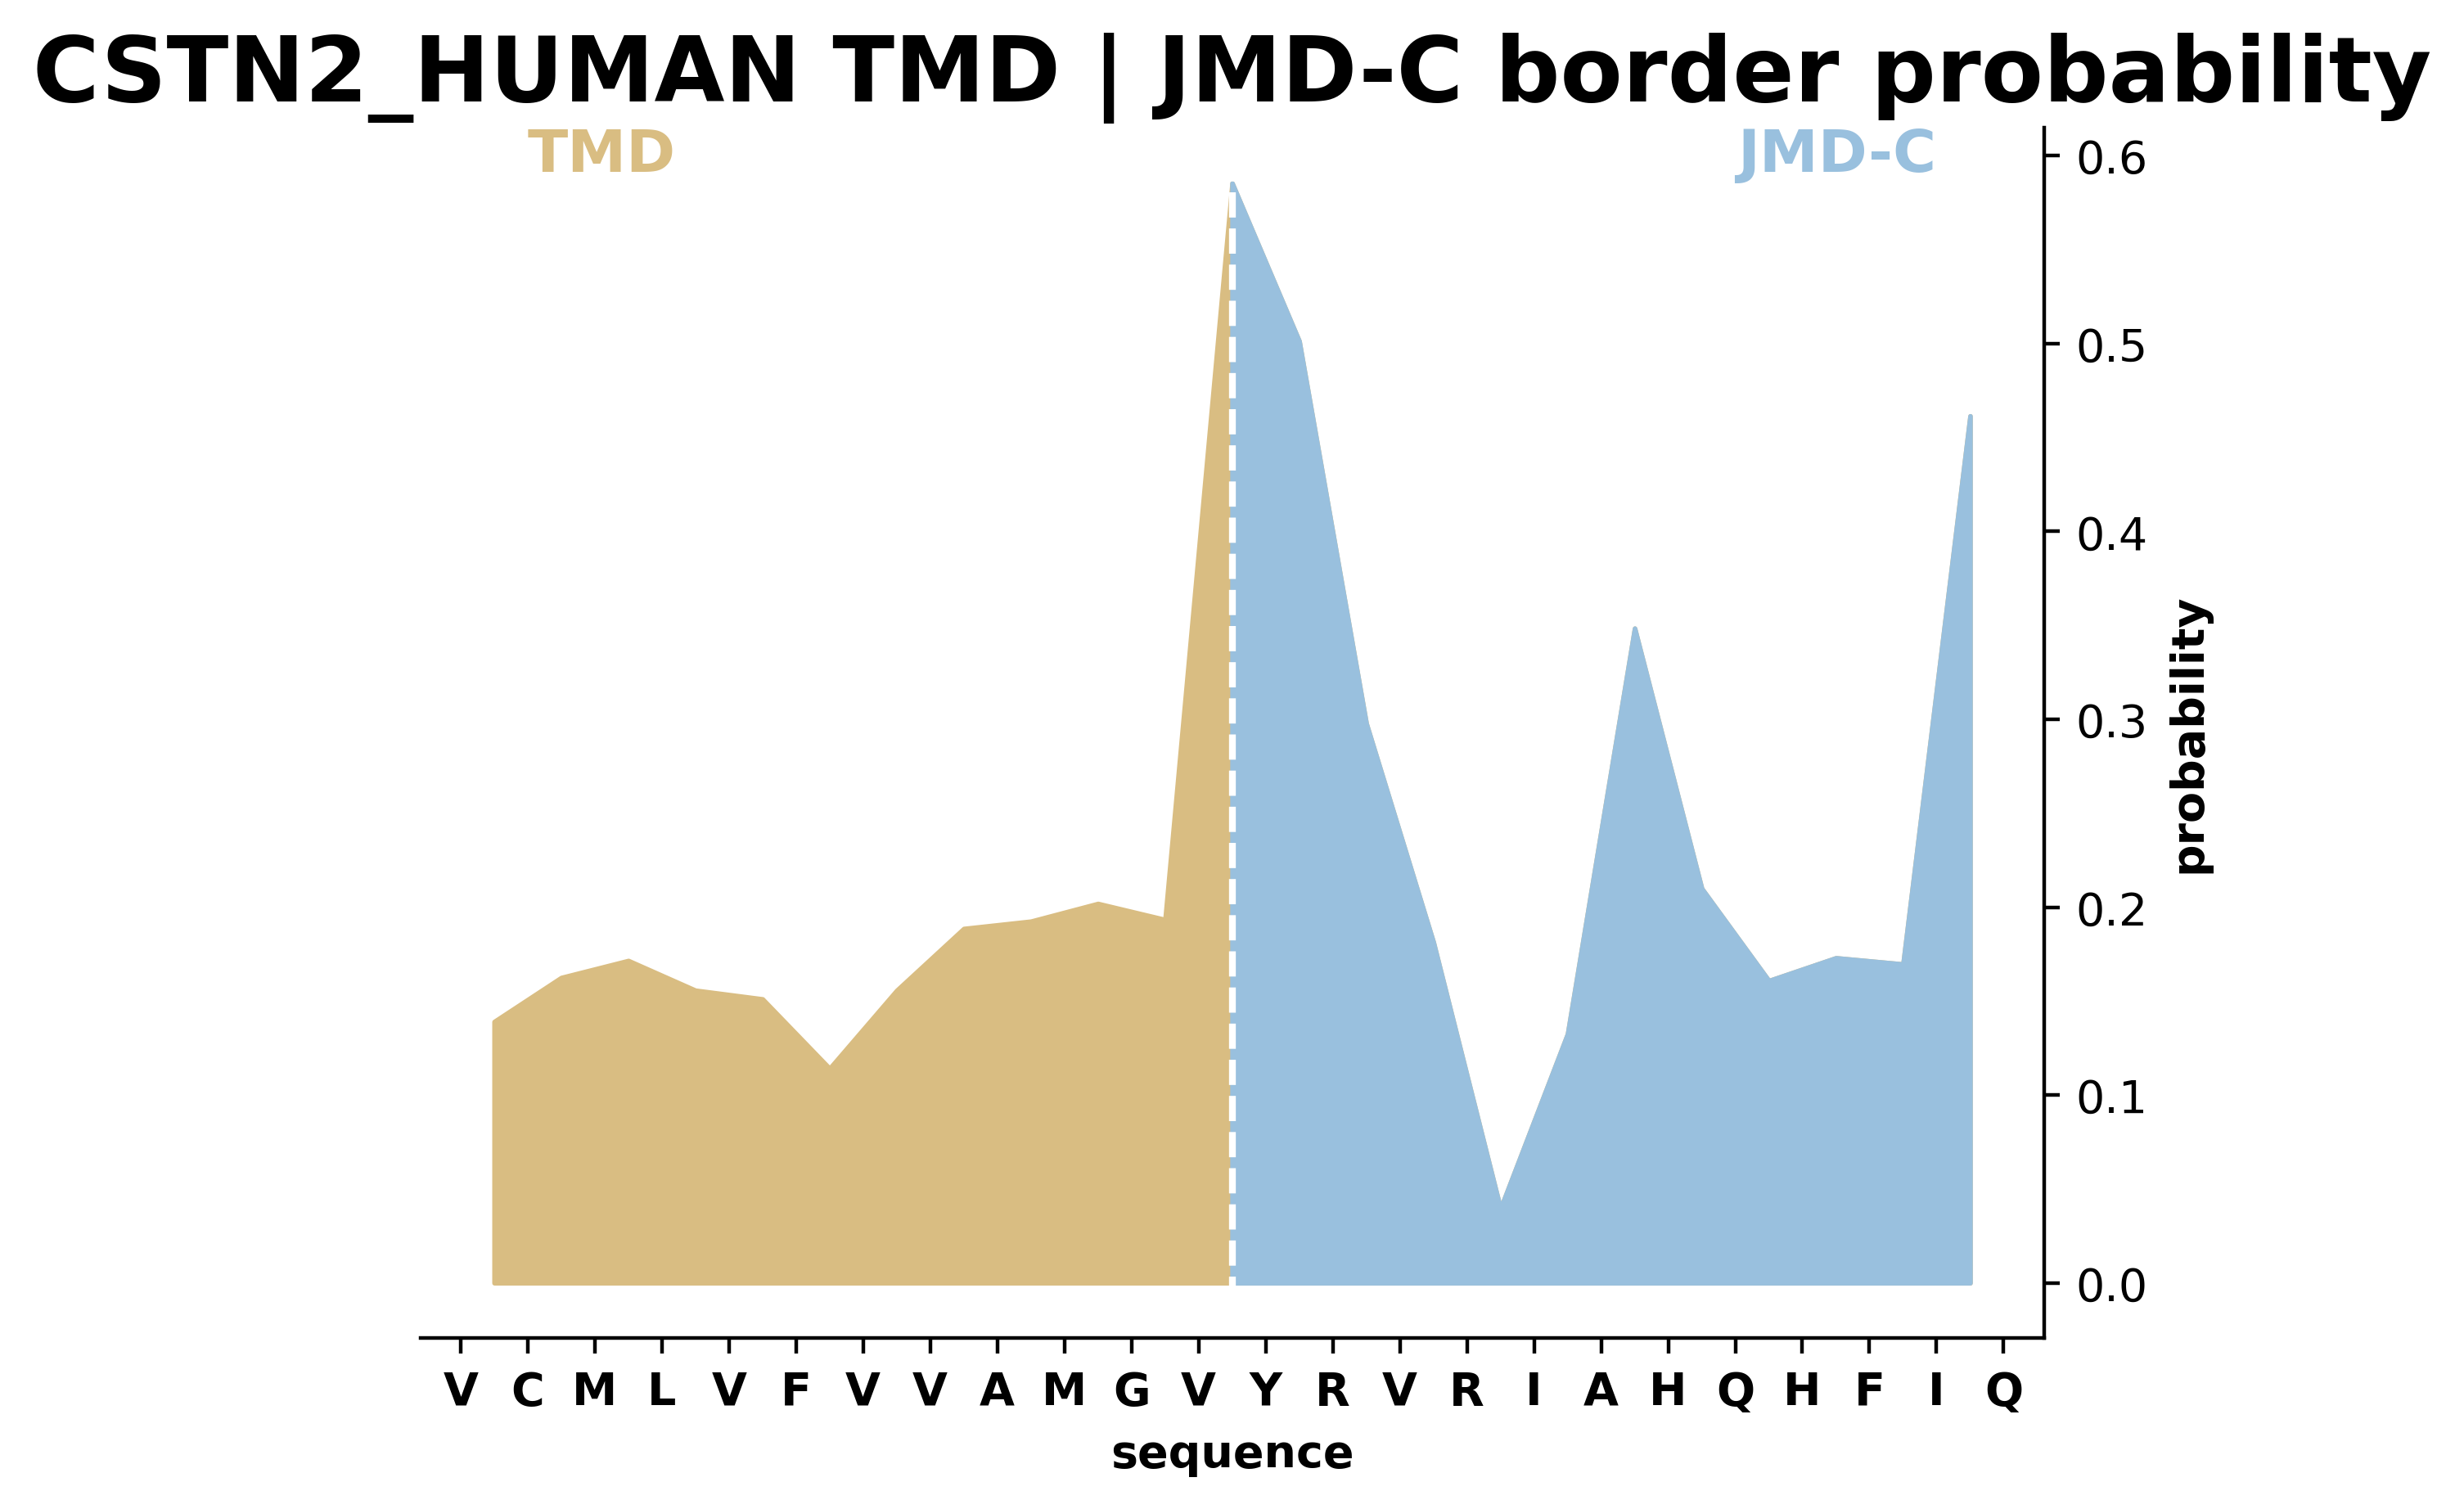 CSTN2_HUMAN TMD | JMD-C border probability
TMD JMD-C
0.6
0.5
0.4
0.3
0.2
0.1
0.0
probability
V C M L V F V V A M G V Y R V R I A H Q H F I Q
sequence